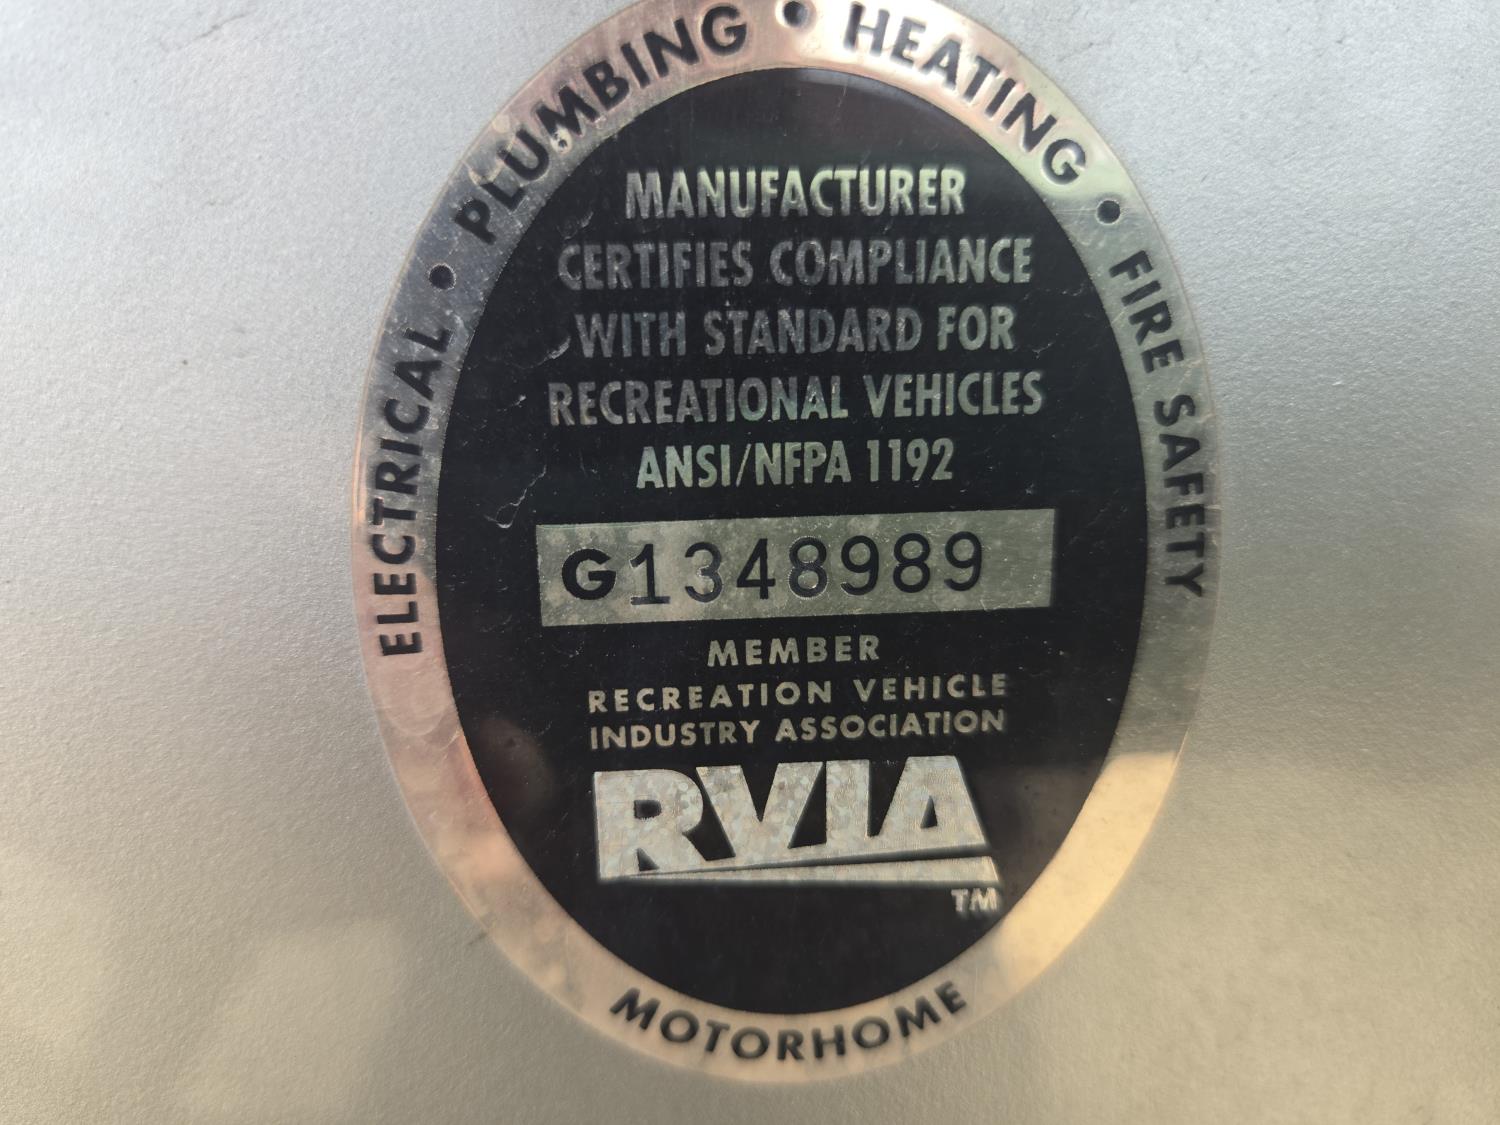 ELECTRICAL • PLUMBING • HEATING • FIRE SAFETY
MANUFACTURER
CERTIFIES COMPLIANCE
WITH STANDARD FOR
RECREATIONAL VEHICLES
ANSI/NFPA 1192
G1348989
MEMBER
RECREATION VEHICLE
INDUSTRY ASSOCIATION
RVIA
TM
MOTORHOME